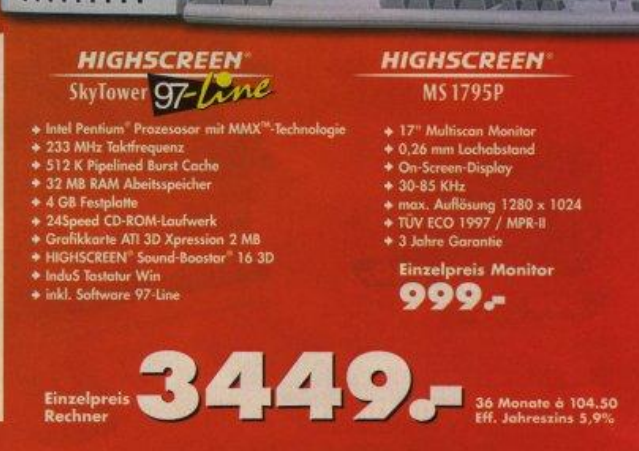 HIGHSCREEN®
SkyTower 97-Line
→ Intel Pentium® Prozesosor mit MMX™-Technologie
→ 233 MHz Taktfrequenz
→ 512 K Pipelined Burst Cache
→ 32 MB RAM Abeitsspeicher
→ 4 GB Festplatte
→ 24Speed CD-ROM-Laufwerk
→ Grafikkarte ATI 3D Xpression 2 MB
→ HIGHSCREEN® Sound-Boostar® 16 3D
→ InduS Tastatur Win
→ inkl. Software 97-Line
HIGHSCREEN®
MS 1795P
→ 17" Multiscan Monitor
→ 0,26 mm Lochabstand
→ On-Screen-Display
→ 30-85 KHz
→ max. Auflösung 1280 x 1024
→ TÜV ECO 1997 / MPR-II
→ 3 Jahre Garantie
Einzelpreis Monitor
999.-
Einzelpreis
Rechner
3449.-
36 Monate à 104.50
Eff. Jahreszins 5,9%